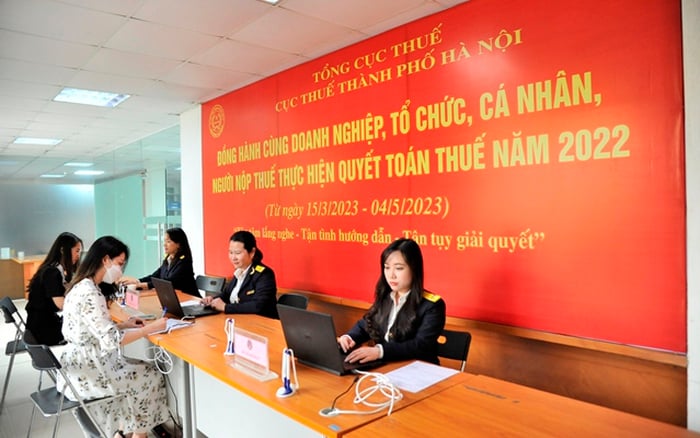 TỔNG CỤC THUẾ
CỤC THUẾ THÀNH PHỐ HÀ NỘI
ĐỒNG HÀNH CÙNG DOANH NGHIỆP, TỔ CHỨC, CÁ NHÂN,
NGƯỜI NỘP THUẾ THỰC HIỆN QUYẾT TOÁN THUẾ NĂM 2022
(Từ ngày 15/3/2023 - 04/5/2023)
lắng nghe - Tận tình hướng dẫn - Tận tụy giải quyết”